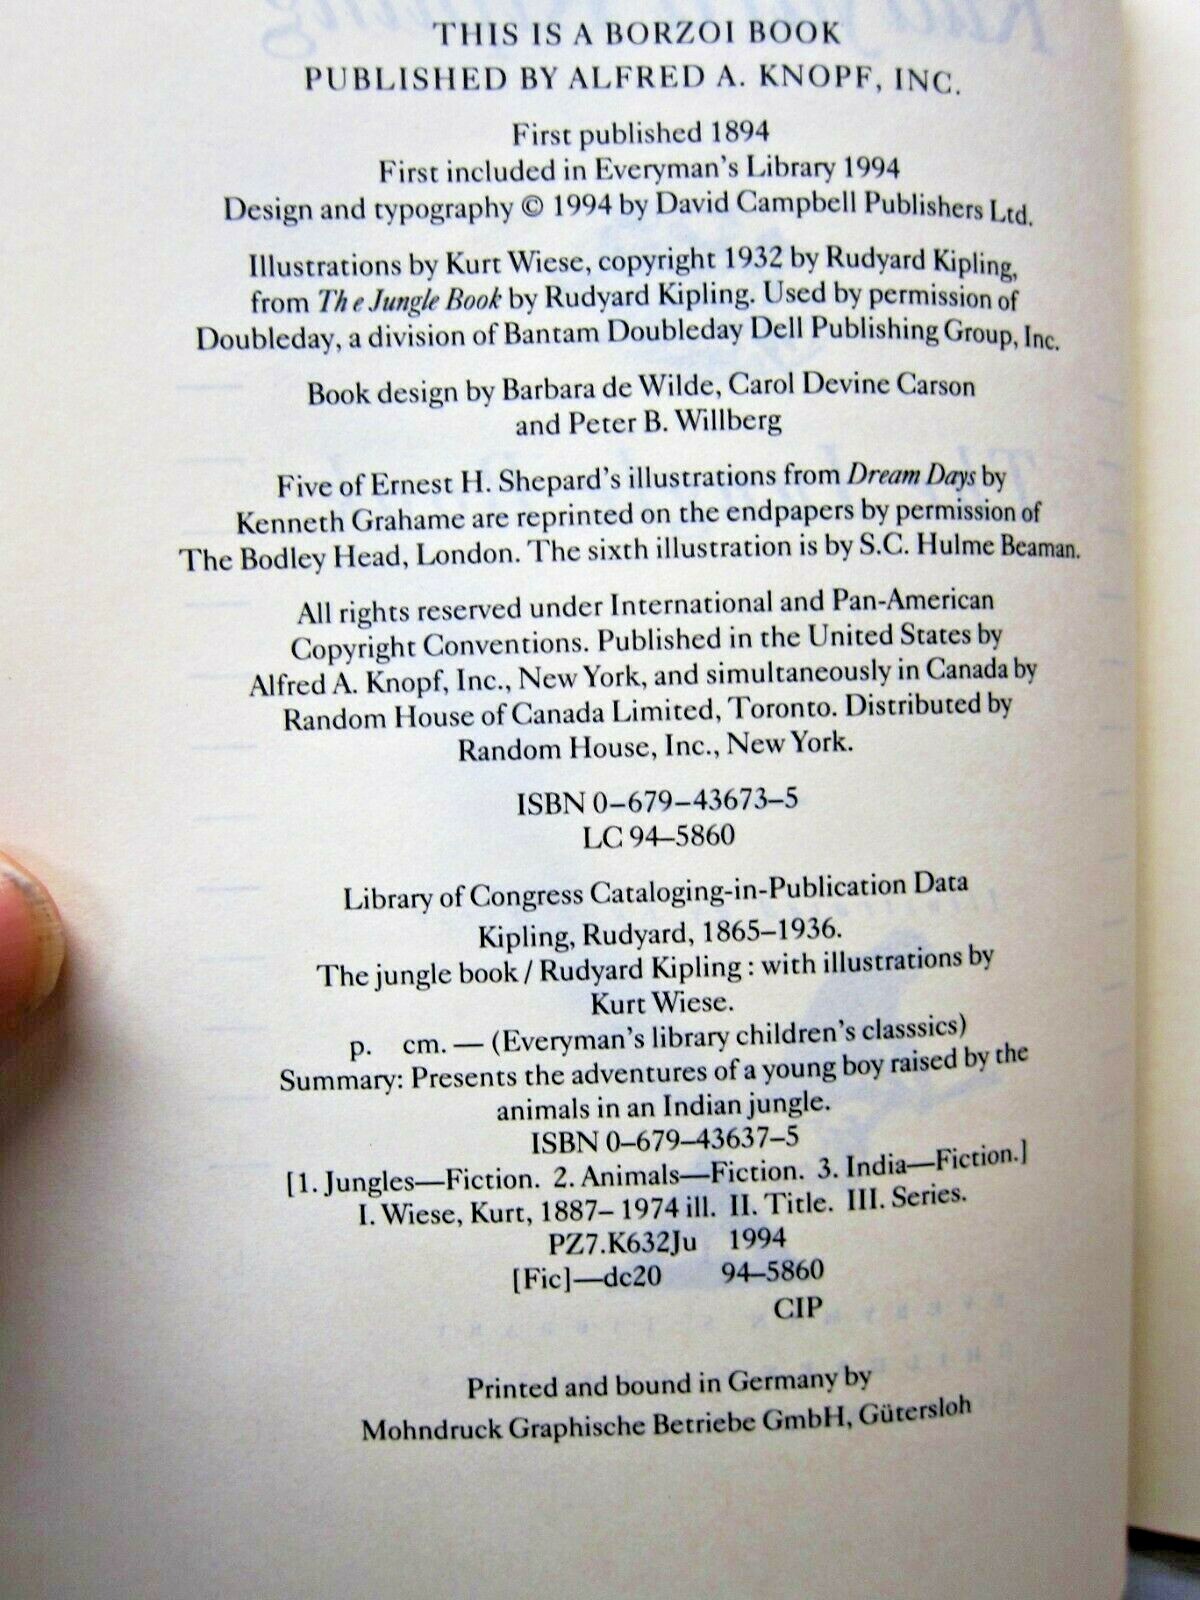 THIS IS A BORZOI BOOK
PUBLISHED BY ALFRED A. KNOPF, INC.
First published 1894
First included in Everyman's Library 1994
Design and typography © 1994 by David Campbell Publishers Ltd.
Illustrations by Kurt Wiese, copyright 1932 by Rudyard Kipling,
from The Jungle Book by Rudyard Kipling. Used by permission of
Doubleday, a division of Bantam Doubleday Dell Publishing Group, Inc.
Book design by Barbara de Wilde, Carol Devine Carson
and Peter B. Willberg
Five of Ernest H. Shepard's illustrations from Dream Days by
Kenneth Grahame are reprinted on the endpapers by permission of
The Bodley Head, London. The sixth illustration is by S.C. Hulme Beaman.
All rights reserved under International and Pan-American
Copyright Conventions. Published in the United States by
Alfred A. Knopf, Inc., New York, and simultaneously in Canada by
Random House of Canada Limited, Toronto. Distributed by
Random House, Inc., New York.
ISBN 0–679–43673–5
LC 94–5860
Library of Congress Cataloging-in-Publication Data
Kipling, Rudyard, 1865–1936.
The jungle book / Rudyard Kipling : with illustrations by
Kurt Wiese.
p. cm. — (Everyman's library children's classsics)
Summary: Presents the adventures of a young boy raised by the
animals in an Indian jungle.
ISBN 0–679–43637–5
[1. Jungles—Fiction. 2. Animals—Fiction. 3. India—Fiction.]
I. Wiese, Kurt, 1887– 1974 ill. II. Title. III. Series.
PZ7.K632Ju 1994
[Fic]—dc20 94–5860
CIP
Printed and bound in Germany by
Mohndruck Graphische Betriebe GmbH, Gütersloh